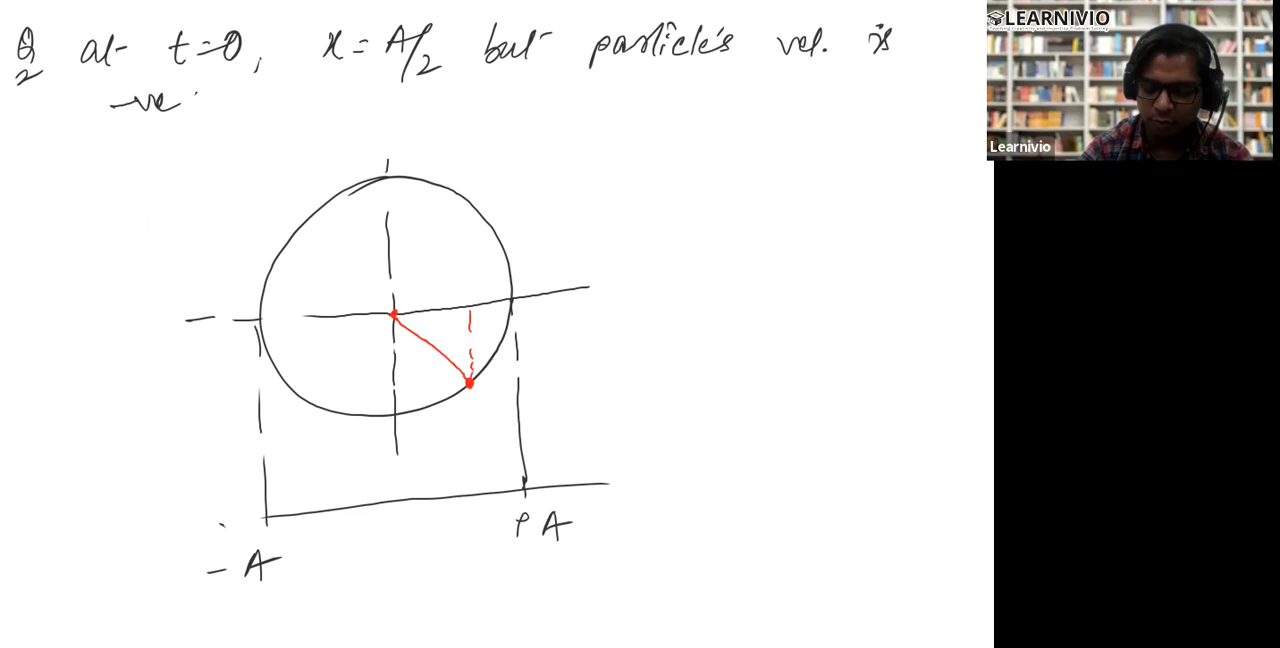 Q2 at t=0, x = A/2 but particle's vel. is
-ve.
LEARNIVIO
Learnivio
- A
A